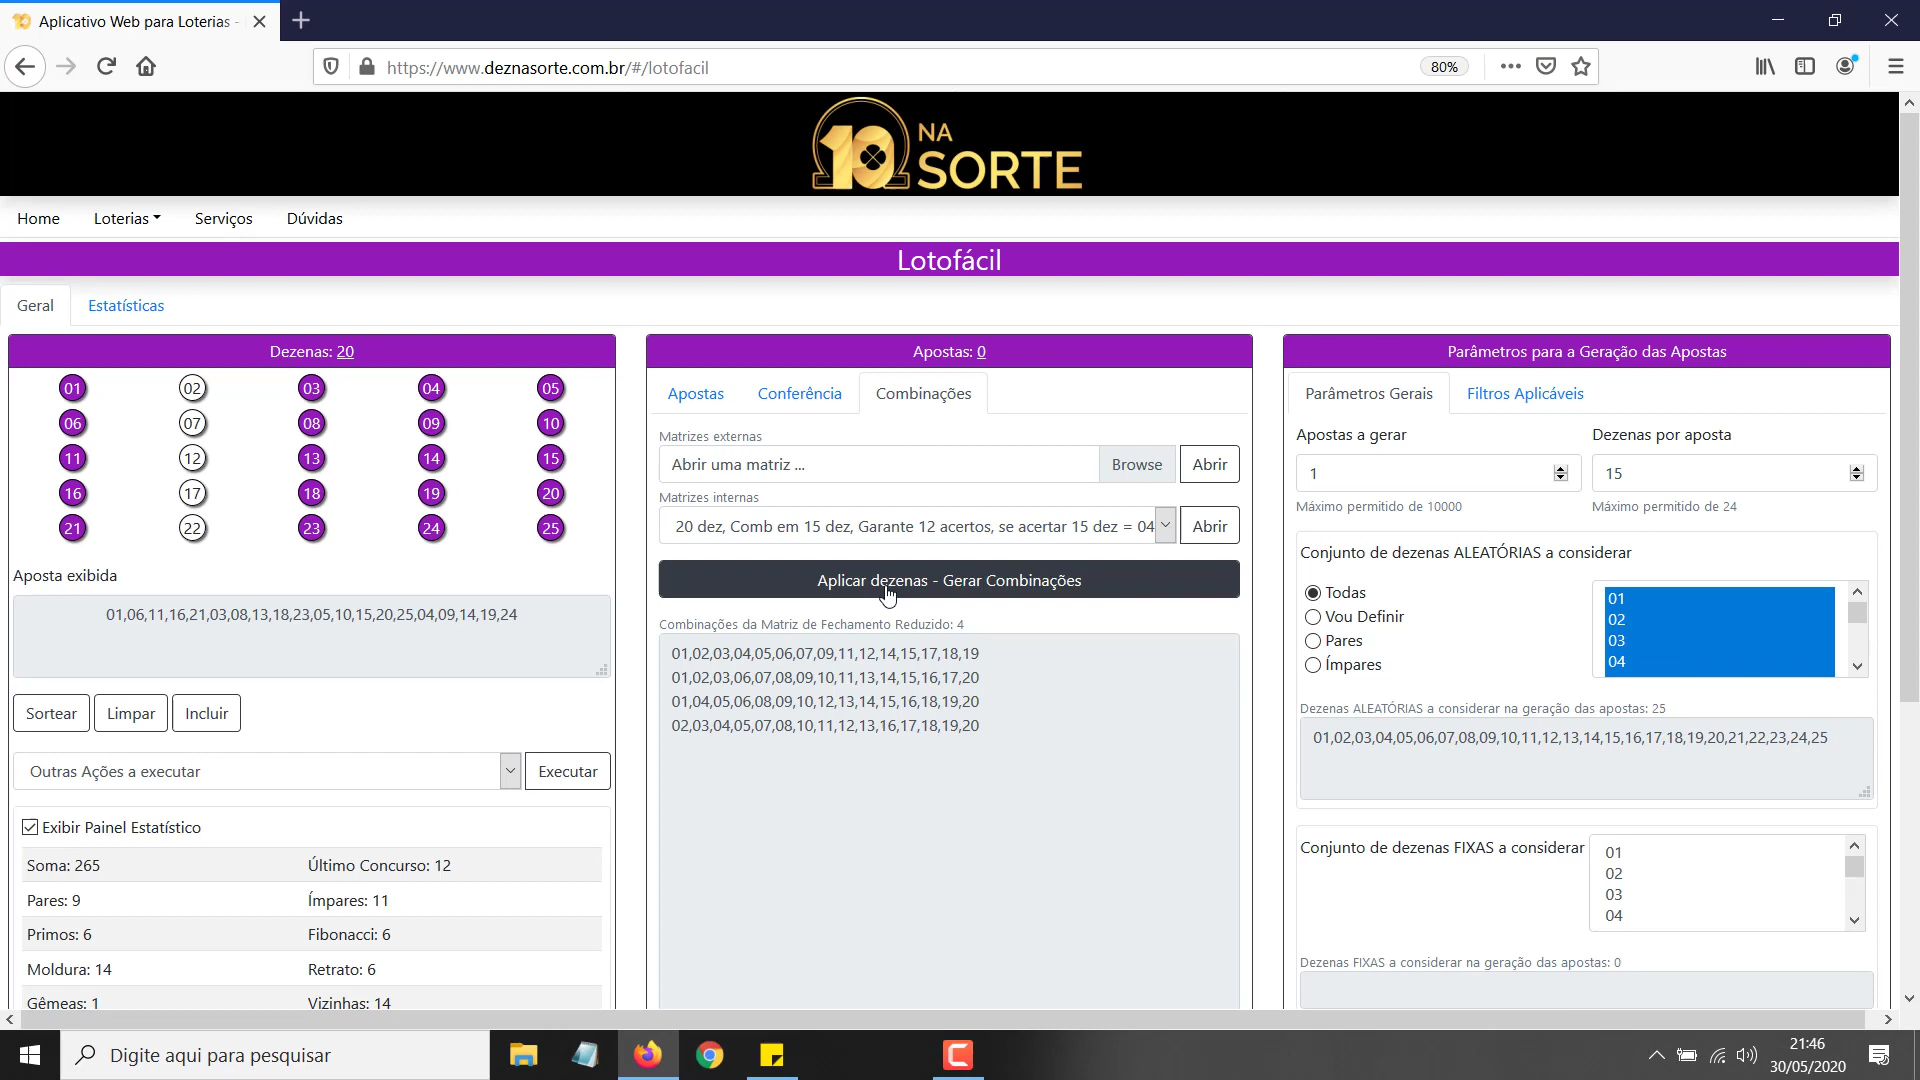 Aplicativo Web para Loterias -
https://www.deznasorte.com.br/#/lotofacil
80%
10 NA SORTE
Home
Loterias
Serviços
Dúvidas
Lotofácil
Geral
Estatísticas
Dezenas: 20
01 02 03 04 05
06 07 08 09 10
11 12 13 14 15
16 17 18 19 20
21 22 23 24 25
Aposta exibida
01,06,11,16,21,03,08,13,18,23,05,10,15,20,25,04,09,14,19,24
Sortear
Limpar
Incluir
Outras Ações a executar
Executar
Exibir Painel Estatístico
Soma: 265
Último Concurso: 12
Pares: 9
Ímpares: 11
Primos: 6
Fibonacci: 6
Moldura: 14
Retrato: 6
Gêmeas: 1
Vizinhas: 14
Apostas: 0
Apostas
Conferência
Combinações
Matrizes externas
Abrir uma matriz ...
Browse
Abrir
Matrizes internas
20 dez, Comb em 15 dez, Garante 12 acertos, se acertar 15 dez = 04
Abrir
Aplicar dezenas - Gerar Combinações
Combinações da Matriz de Fechamento Reduzido: 4
01,02,03,04,05,06,07,09,11,12,14,15,17,18,19
01,02,03,06,07,08,09,10,11,13,14,15,16,17,20
01,04,05,06,08,09,10,12,13,14,15,16,18,19,20
02,03,04,05,07,08,10,11,12,13,16,17,18,19,20
Parâmetros para a Geração das Apostas
Parâmetros Gerais
Filtros Aplicáveis
Apostas a gerar
Dezenas por aposta
1
15
Máximo permitido de 10000
Máximo permitido de 24
Conjunto de dezenas ALEATÓRIAS a considerar
Todas
Vou Definir
Pares
Ímpares
01
02
03
04
Dezenas ALEATÓRIAS a considerar na geração das apostas: 25
01,02,03,04,05,06,07,08,09,10,11,12,13,14,15,16,17,18,19,20,21,22,23,24,25
Conjunto de dezenas FIXAS a considerar
01
02
03
04
Dezenas FIXAS a considerar na geração das apostas: 0
Digite aqui para pesquisar
21:46
30/05/2020